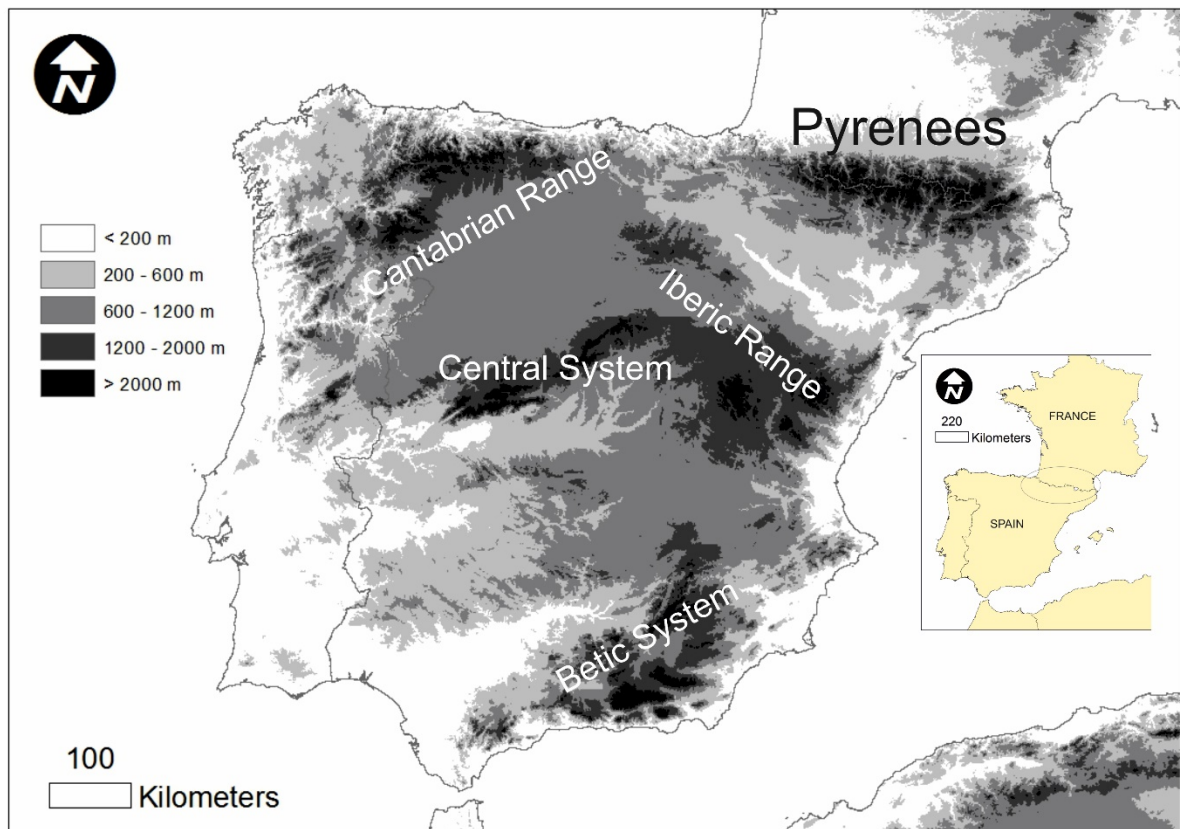 N
Pyrenees
Cantabrian Range
< 200 m
200 - 600 m
600 - 1200 m
1200 - 2000 m
> 2000 m
Iberic Range
Central System
N
220
Kilometers
FRANCE
SPAIN
Betic System
100
Kilometers